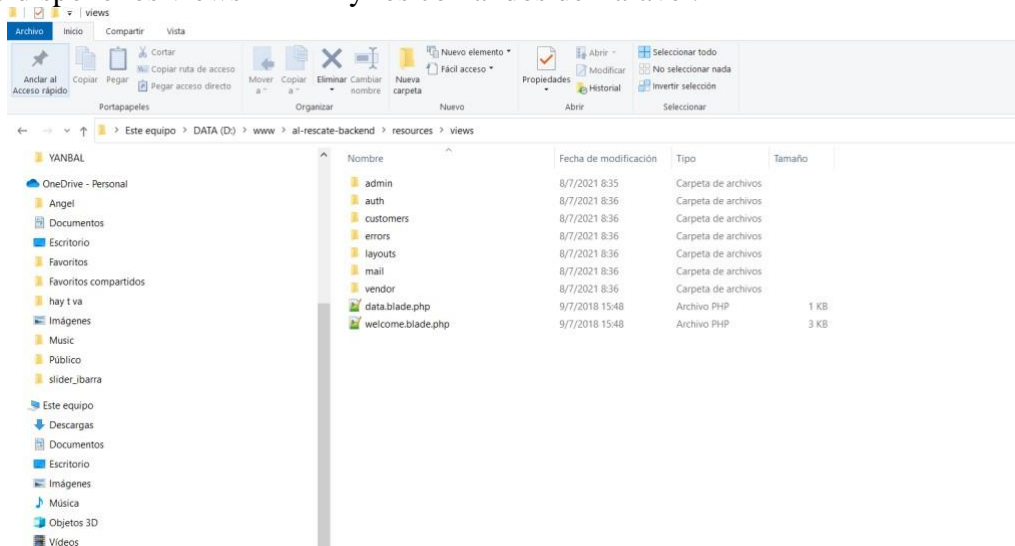 views
Archivo Inicio Compartir Vista
Anclar al
Acceso rápido
Copiar
Pegar
Cortar
Copiar ruta de acceso
Pegar acceso directo
Portapapeles
Mover
a
Copiar
a
Eliminar
Cambiar
nombre
Organizar
Nueva
carpeta
Nuevo elemento
Fácil acceso
Nuevo
Propiedades
Abrir
Modificar
Historial
Abrir
Seleccionar todo
No seleccionar nada
Invertir selección
Seleccionar
Este equipo > DATA (D:) > www > al-rescate-backend > resources > views
YANBAL
OneDrive - Personal
Angel
Documentos
Escritorio
Favoritos
Favoritos compartidos
hay t va
Imágenes
Music
Público
slider_ibarra
Este equipo
Descargas
Documentos
Escritorio
Imágenes
Música
Objetos 3D
Vídeos
Nombre Fecha de modificación Tipo Tamaño
admin 8/7/2021 8:35 Carpeta de archivos
auth 8/7/2021 8:36 Carpeta de archivos
customers 8/7/2021 8:36 Carpeta de archivos
errors 8/7/2021 8:36 Carpeta de archivos
layouts 8/7/2021 8:36 Carpeta de archivos
mail 8/7/2021 8:36 Carpeta de archivos
vendor 8/7/2021 8:36 Carpeta de archivos
data.blade.php 9/7/2018 15:48 Archivo PHP 1 KB
welcome.blade.php 9/7/2018 15:48 Archivo PHP 3 KB